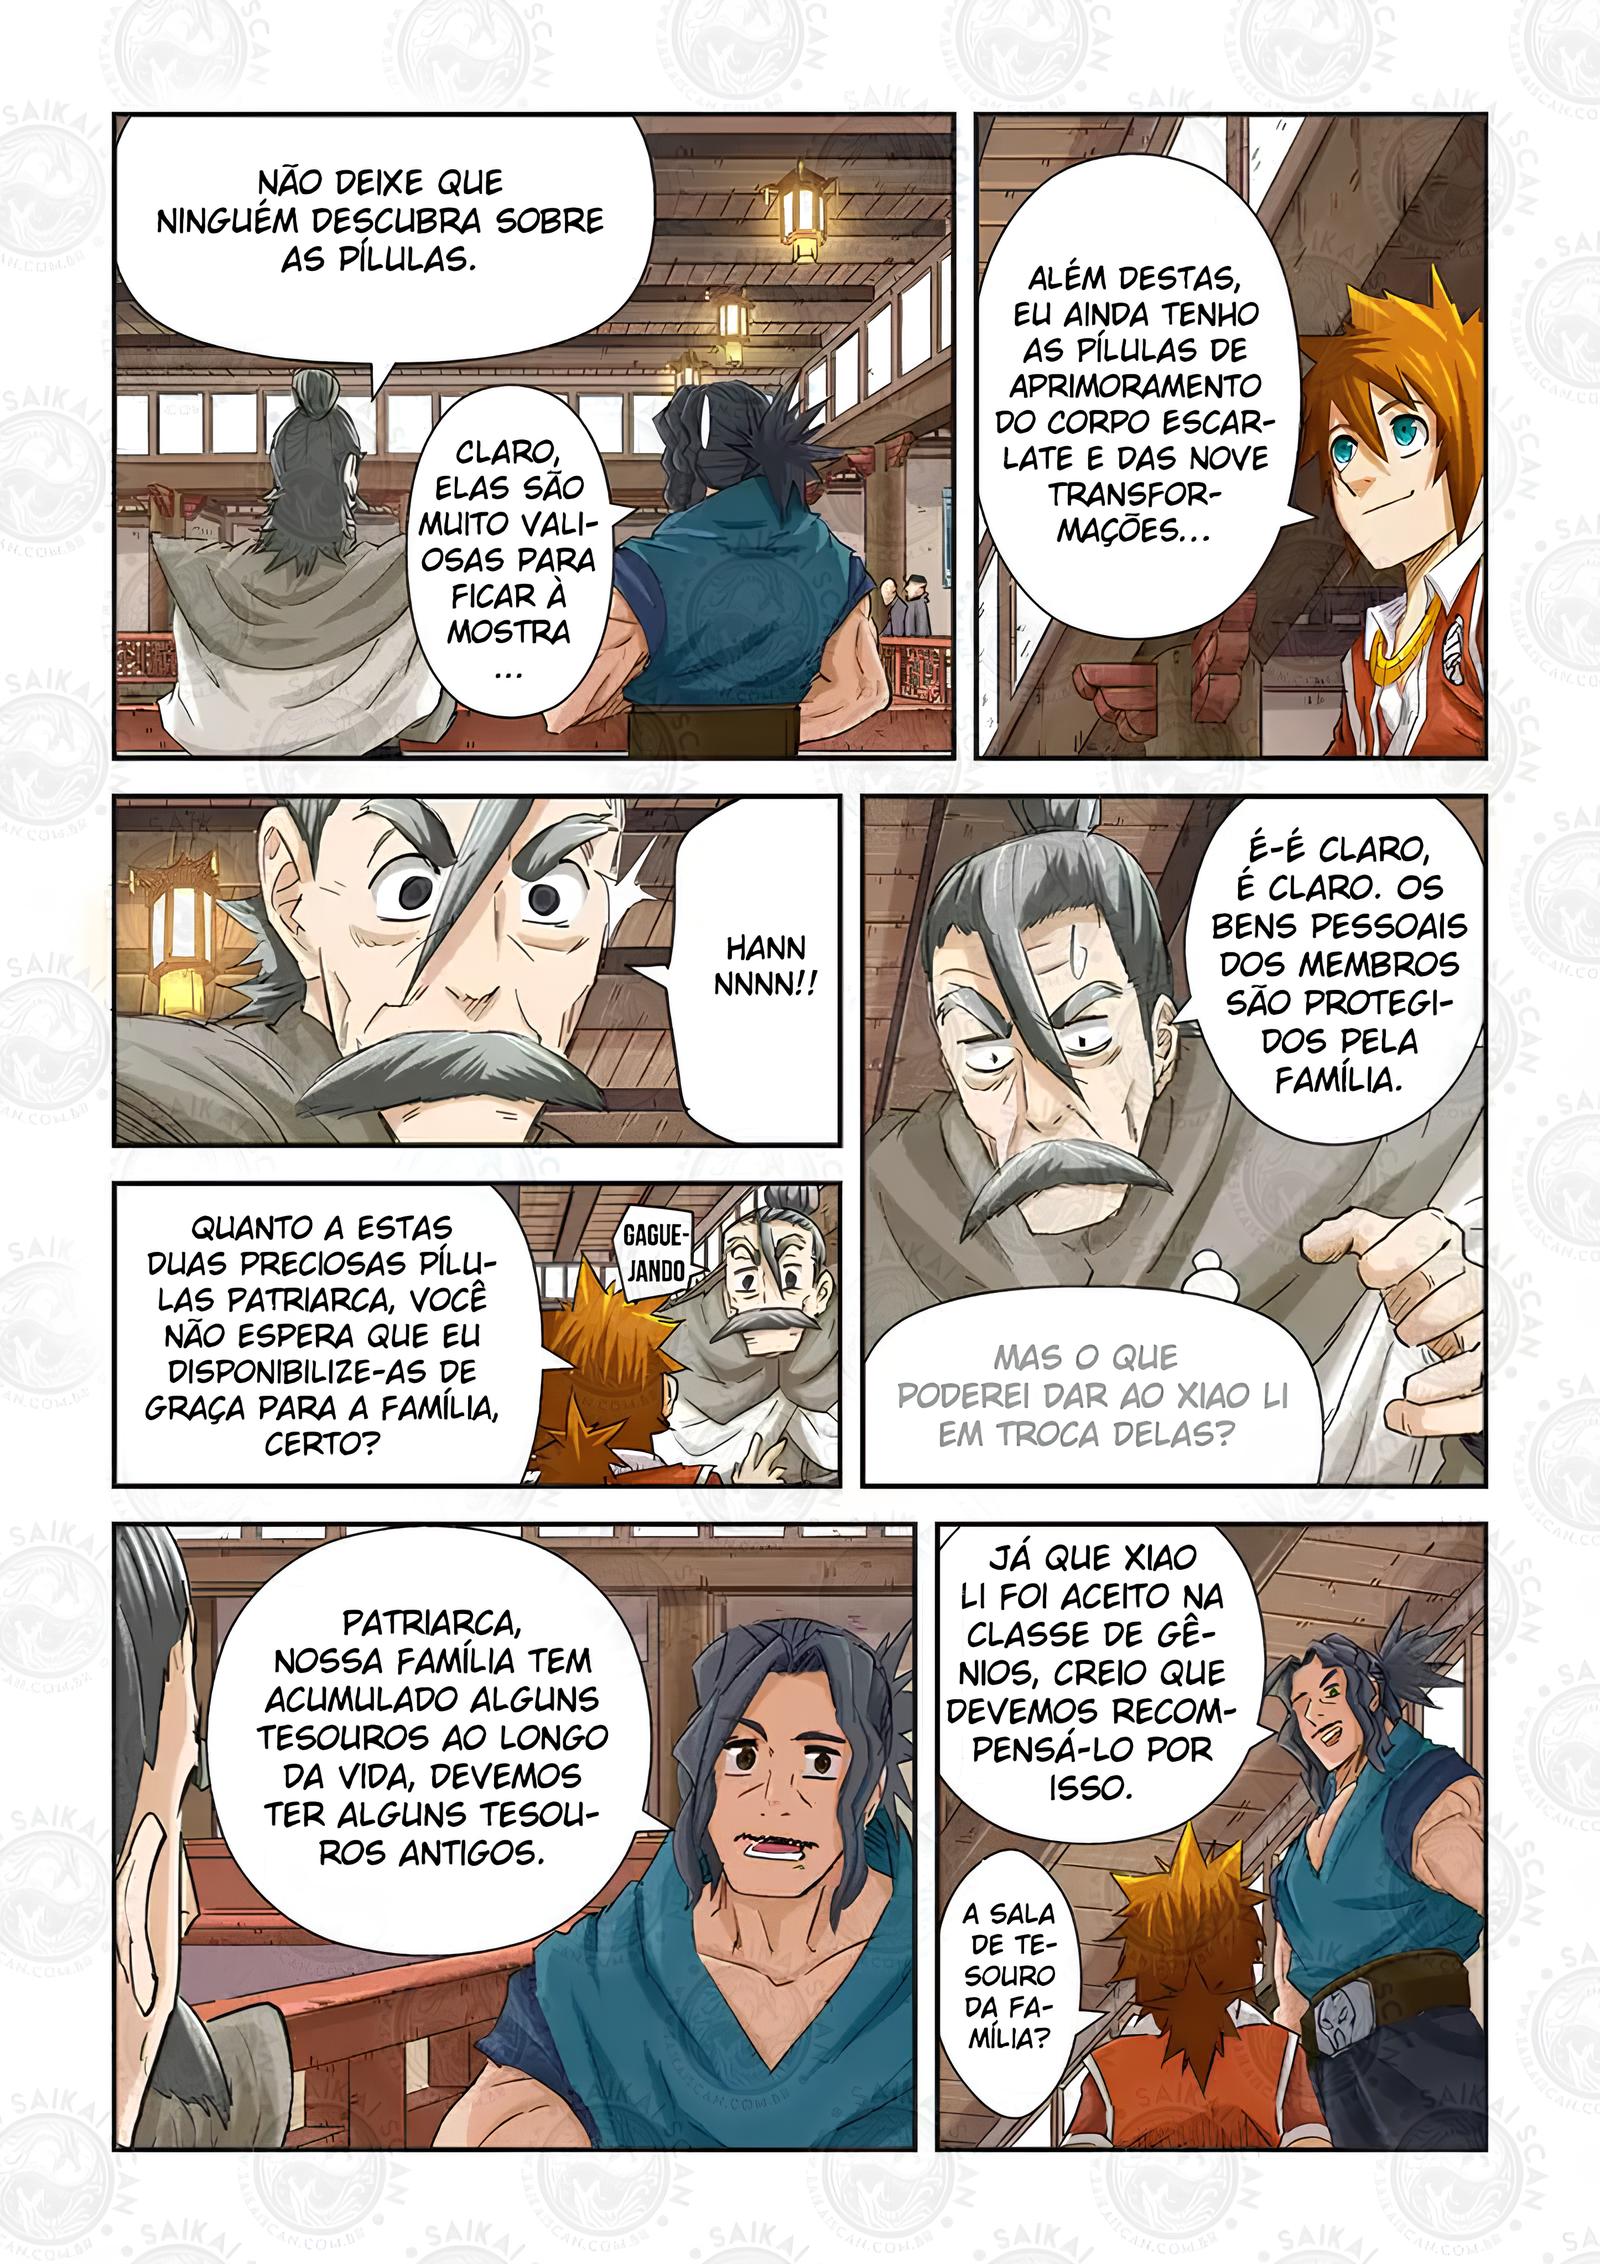 NÃO DEIXE QUE
NINGUÉM DESCUBRA SOBRE
AS PÍLULAS.
CLARO,
ELAS SÃO
MUITO VALI-
OSAS PARA
FICAR À
MOSTRA
...
ALÉM DESTAS,
EU AINDA TENHO
AS PÍLULAS DE
APRIMORAMENTO
DO CORPO ESCAR-
LATE E DAS NOVE
TRANSFOR-
MAÇÕES...
HANN
NNNN!!
É-É CLARO,
É CLARO. OS
BENS PESSOAIS
DOS MEMBROS
SÃO PROTEGI-
DOS PELA
FAMÍLIA.
MAS O QUE
PODEREI DAR AO XIAO LI
EM TROCA DELAS?
QUANTO A ESTAS
DUAS PRECIOSAS PÍLU-
LAS PATRIARCA, VOCÊ
NÃO ESPERA QUE EU
DISPONIBILIZE-AS DE
GRAÇA PARA A FAMÍLIA,
CERTO?
GAGUE-
JANDO
PATRIARCA,
NOSSA FAMÍLIA TEM
ACUMULADO ALGUNS
TESOUROS AO LONGO
DA VIDA, DEVEMOS
TER ALGUNS TESOU-
ROS ANTIGOS.
JÁ QUE XIAO
LI FOI ACEITO NA
CLASSE DE GÊ-
NIOS, CREIO QUE
DEVEMOS RECOM-
PENSÁ-LO POR
ISSO.
A SALA
DE TE-
SOURO
DA FA-
MÍLIA?
SAIKAI SCAN